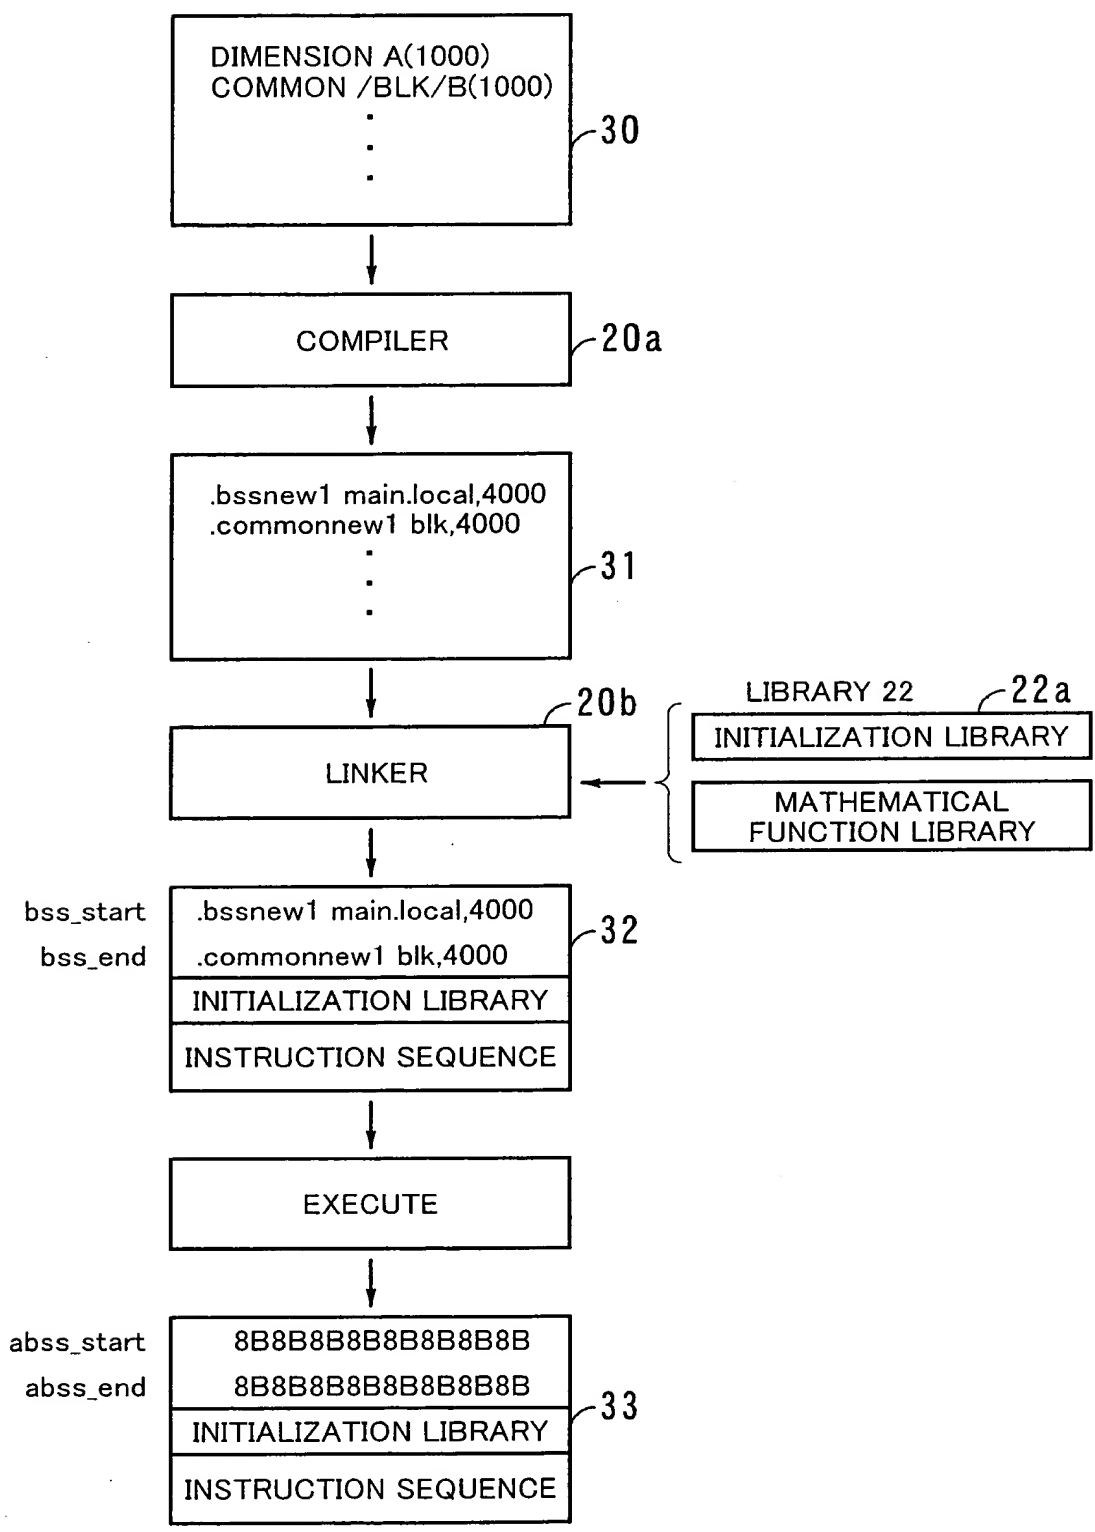 DIMENSION A(1000)
COMMON /BLK/B(1000)
30
COMPILER
20a
.bssnew1 main.local,4000
.commonnew1 blk,4000
31
20b
LINKER
LIBRARY 22
22a
INITIALIZATION LIBRARY
MATHEMATICAL
FUNCTION LIBRARY
bss_start .bssnew1 main.local,4000
32
bss_end .commonnew1 blk,4000
INITIALIZATION LIBRARY
INSTRUCTION SEQUENCE
EXECUTE
abss_start 8B8B8B8B8B8B8B8B
abss_end 8B8B8B8B8B8B8B8B
33
INITIALIZATION LIBRARY
INSTRUCTION SEQUENCE